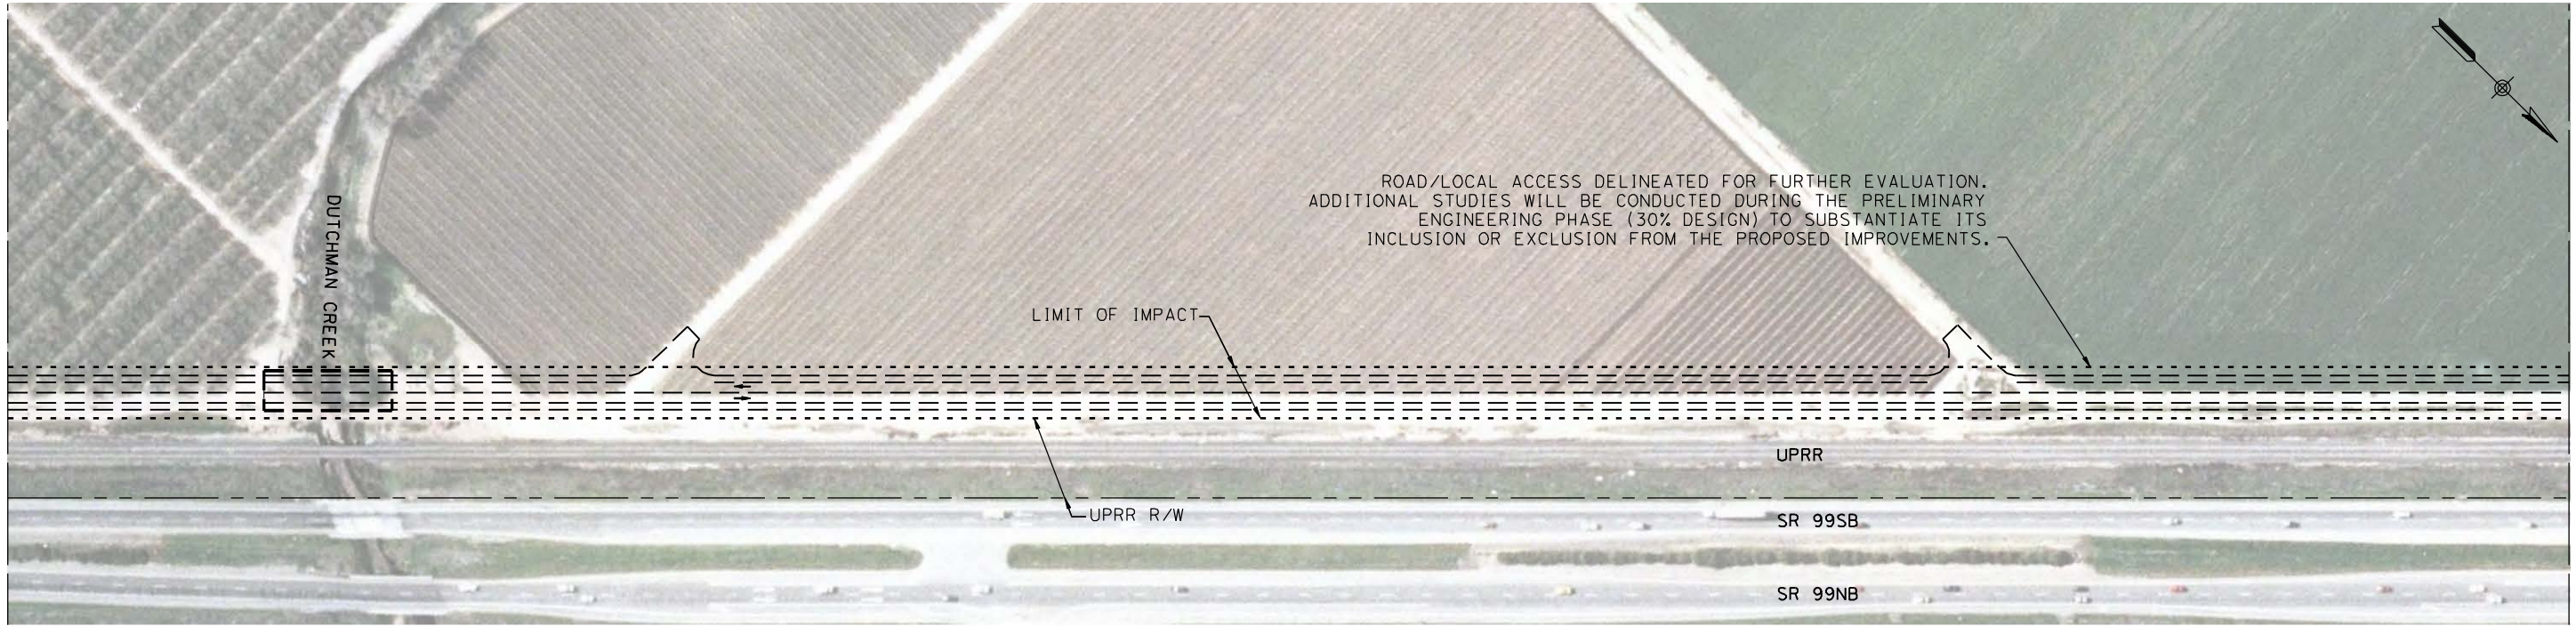 ROAD/LOCAL ACCESS DELINEATED FOR FURTHER EVALUATION.
ADDITIONAL STUDIES WILL BE CONDUCTED DURING THE PRELIMINARY
ENGINEERING PHASE (30% DESIGN) TO SUBSTANTIATE ITS
INCLUSION OR EXCLUSION FROM THE PROPOSED IMPROVEMENTS.
DUTCHMAN CREEK
LIMIT OF IMPACT
UPRR
UPRR R/W
SR 99SB
SR 99NB